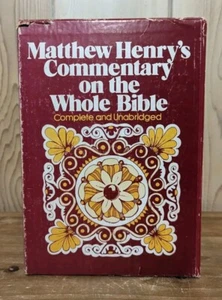 Matthew Henry's
Commentary
on the
Whole Bible
Complete and Unabridged